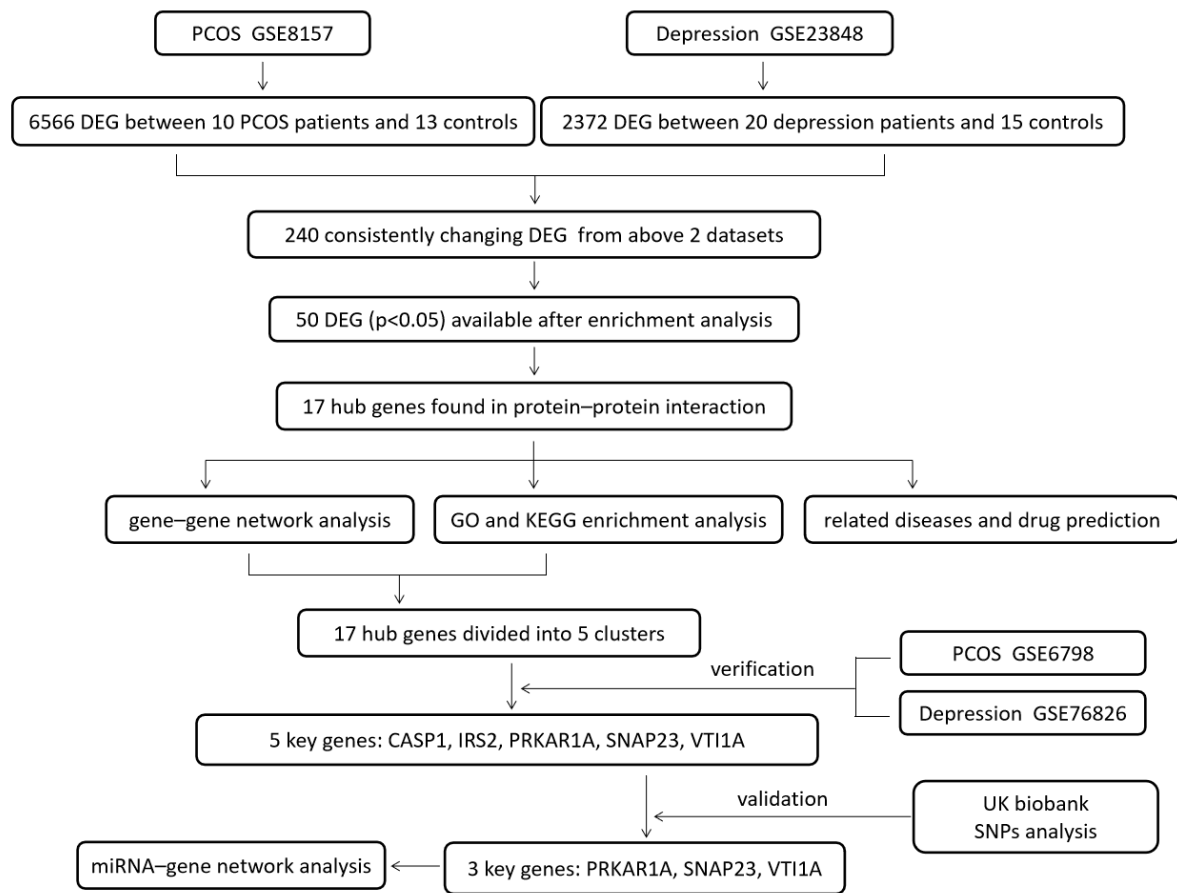 PCOS  GSE8157
Depression  GSE23848
6566 DEG between 10 PCOS patients and 13 controls
2372 DEG between 20 depression patients and 15 controls
240 consistently changing DEG  from above 2 datasets
50 DEG (p<0.05) available after enrichment analysis
17 hub genes found in protein–protein interaction
gene–gene network analysis
GO and KEGG enrichment analysis
related diseases and drug prediction
17 hub genes divided into 5 clusters
verification
PCOS  GSE6798
Depression  GSE76826
5 key genes: CASP1, IRS2, PRKAR1A, SNAP23, VTI1A
validation
UK biobank
SNPs analysis
miRNA–gene network analysis
3 key genes: PRKAR1A, SNAP23, VTI1A